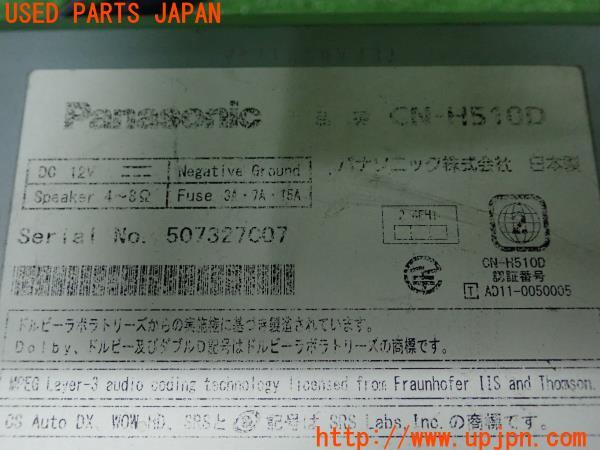 USED PARTS JAPAN
Panasonic 品番 CN-H510D
DC 12V Negative Ground パナソニック株式会社 日本製
Speaker 4～8Ω Fuse 3A・7A・15A
Serial No. 507327C07
CN-H510D
認証番号
T AD11-0050005
ドルビーラボラトリーズからの実施権に基づき製造されています。
Dolby、ドルビー及びダブルD記号はドルビーラボラトリーズの商標です。
MPEG Layer-3 audio coding technology licensed from Fraunhofer IIS and Thomson.
CS Auto DX、WOW HD、SRSと 記号は SRS Labs, Inc. の商標です。
http://www.upjpn.com